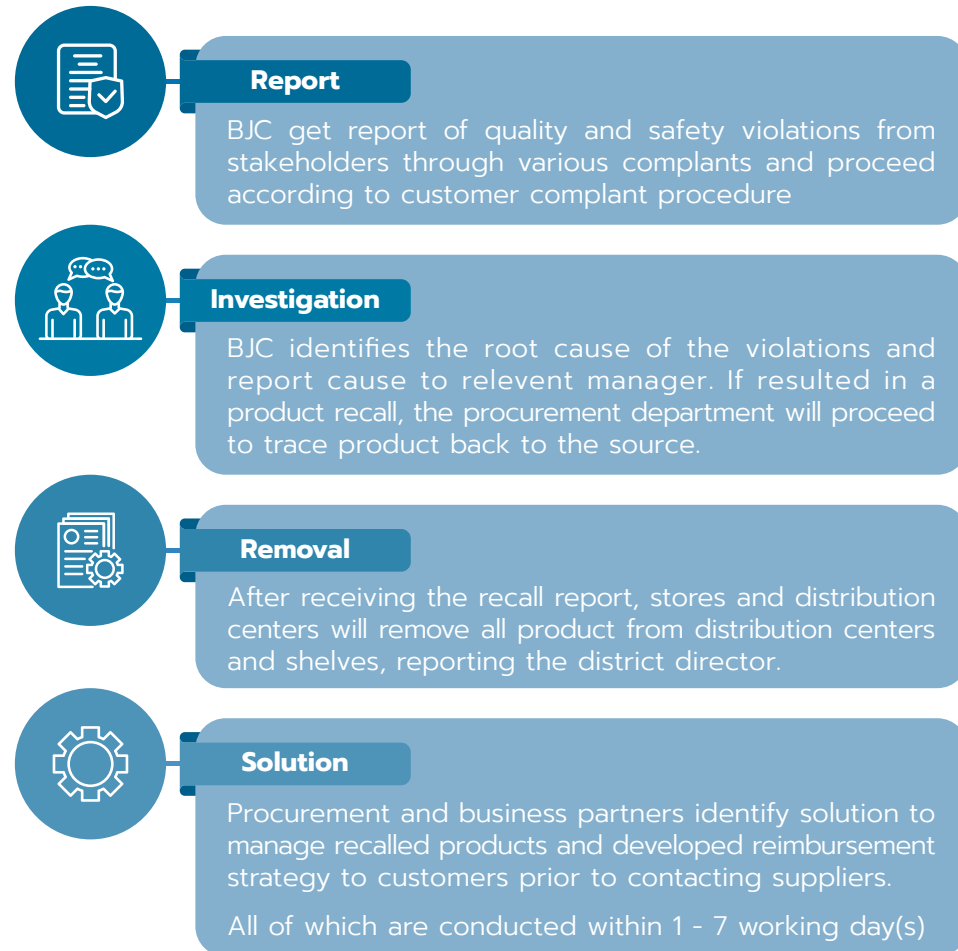 Report
BJC get report of quality and safety violations from
stakeholders through various complants and proceed
according to customer complant procedure
Investigation
BJC identifies the root cause of the violations and
report cause to relevent manager. If resulted in a
product recall, the procurement department will proceed
to trace product back to the source.
Removal
After receiving the recall report, stores and distribution
centers will remove all product from distribution centers
and shelves, reporting the district director.
Solution
Procurement and business partners identify solution to
manage recalled products and developed reimbursement
strategy to customers prior to contacting suppliers.
All of which are conducted within 1 - 7 working day(s)